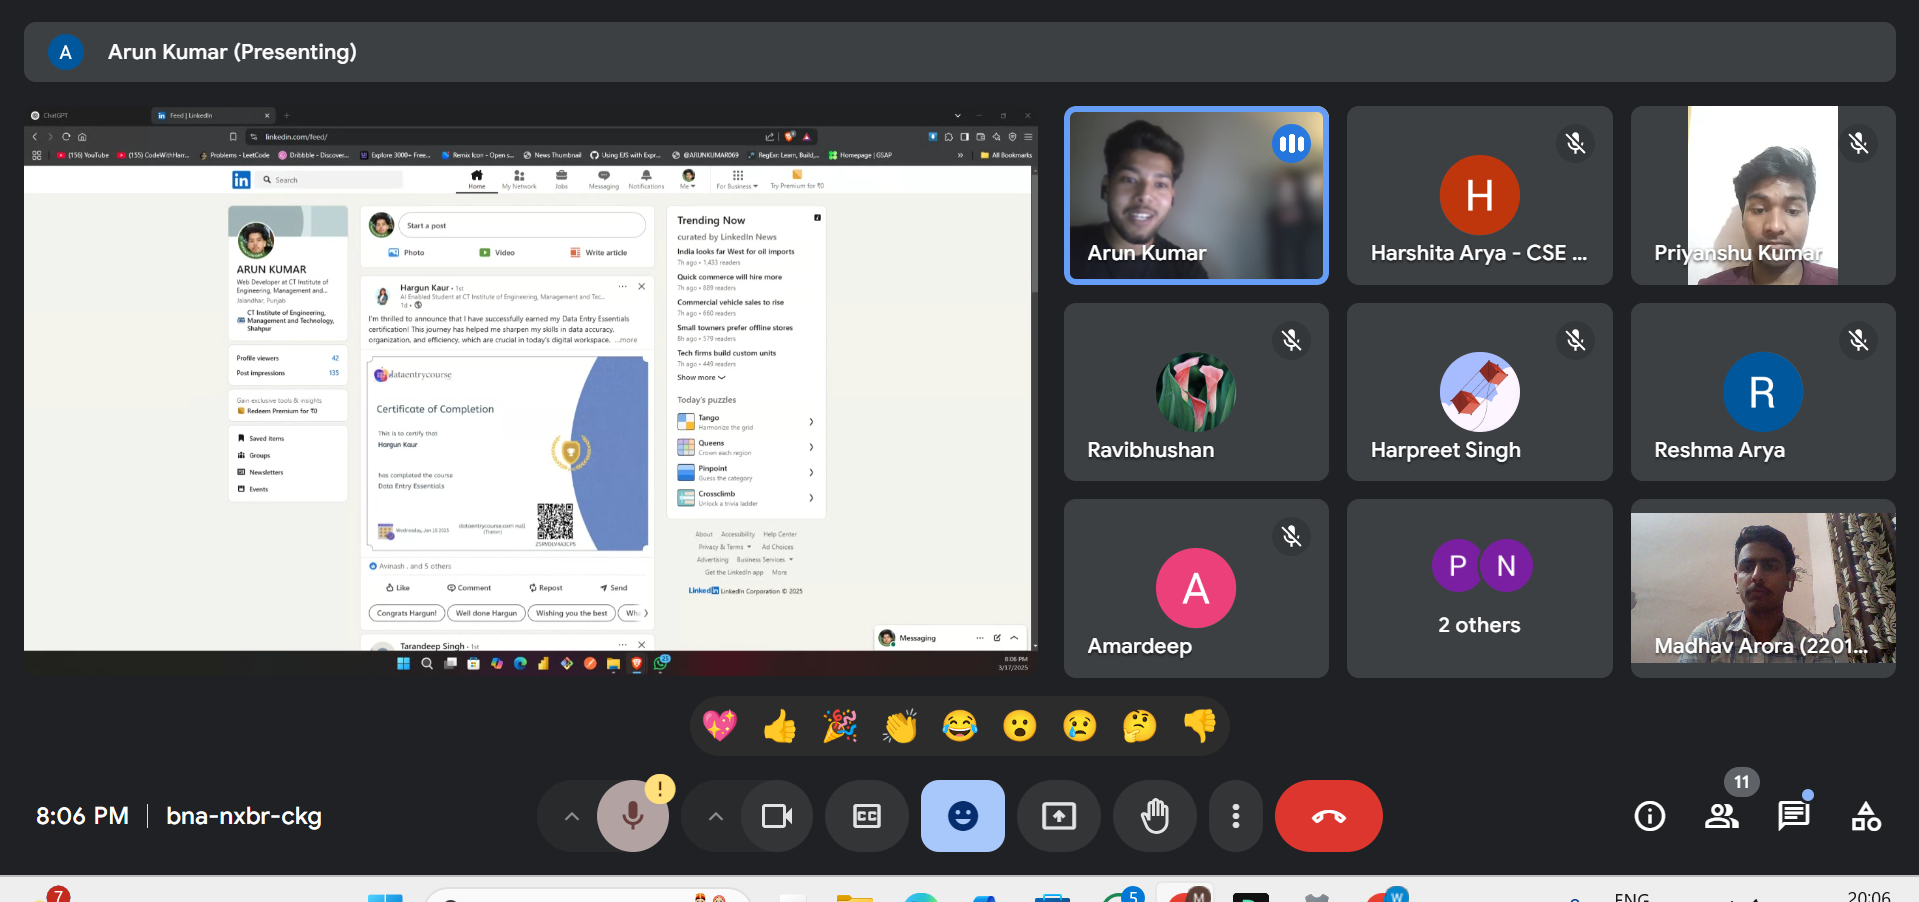 A
Arun Kumar (Presenting)
ChatGPT
Feed | LinkedIn
linkedin.com/feed/
(156) YouTube
(155) CodeWithHarr...
Problems - LeetCode
Dribbble - Discover...
Explore 3000+ Free...
Remix Icon - Open s...
News Thumbnail
Using EJS with Expr...
@ARUNKUMAR069
RegExr: Learn, Build,...
Homepage | GSAP
»
All Bookmarks
in
Search
Home
My Network
Jobs
Messaging
Notifications
Me
For Business
Try Premium for ₹0
ARUN KUMAR
Web Developer at CT Institute of
Engineering, Management and...
Jalandhar, Punjab
CT Institute of Engineering,
Management and Technology,
Shahpur
Profile viewers 42
Post impressions 135
Gain exclusive tools & insights
Redeem Premium for ₹0
Saved items
Groups
Newsletters
Events
Start a post
Photo
Video
Write article
Hargun Kaur • 1st
AI Enabled Student at CT Institute of Engineering, Management and Tec...
1d •
I'm thrilled to announce that I have successfully earned my Data Entry Essentials
certification! This journey has helped me sharpen my skills in data accuracy,
organization, and efficiency, which are crucial in today's digital workspace. ...more
dataentrycourse
Certificate of Completion
This is to certify that
Hargun Kaur
has completed the course
Data Entry Essentials
dataentrycourse.com null
(Trainer)
Avinash . and 5 others
Like
Comment
Repost
Send
Congrats Hargun!
Well done Hargun
Wishing you the best
Tarandeep Singh • 1st
Trending Now
curated by LinkedIn News
India looks far West for oil imports
7h ago • 1,433 readers
Quick commerce will hire more
7h ago • 889 readers
Commercial vehicle sales to rise
7h ago • 660 readers
Small towners prefer offline stores
8h ago • 579 readers
Tech firms build custom units
7h ago • 449 readers
Show more
Today's puzzles
Tango
Harmonize the grid
Queens
Crown each region
Pinpoint
Guess the category
Crossclimb
Unlock a trivia ladder
About Accessibility Help Center
Privacy & Terms Ad Choices
Advertising Business Services
Get the LinkedIn app More
LinkedIn LinkedIn Corporation © 2025
Messaging
8:06 PM
3/17/2025
Arun Kumar
H
Harshita Arya - CSE ...
Priyanshu Kumar
Ravibhushan
Harpreet Singh
R
Reshma Arya
A
Amardeep
P N
2 others
Madhav Arora (2201...
8:06 PM
bna-nxbr-ckg
!
CC
11
7
5
M
W
ENG
20:06